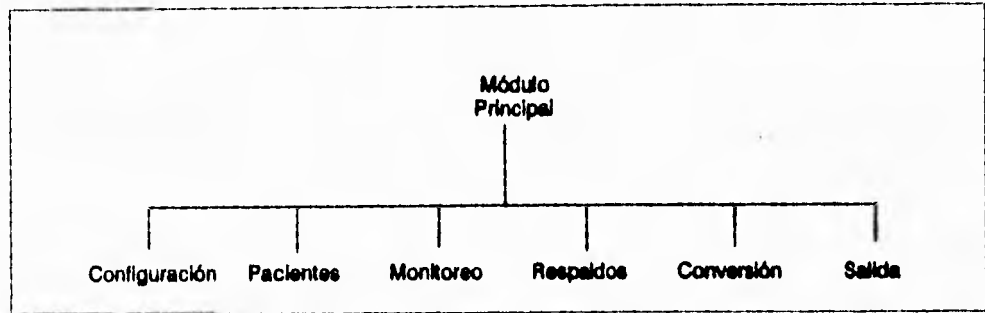 Módulo
Principal
Configuración Pacientes Monitoreo Respaldos Conversión Salida